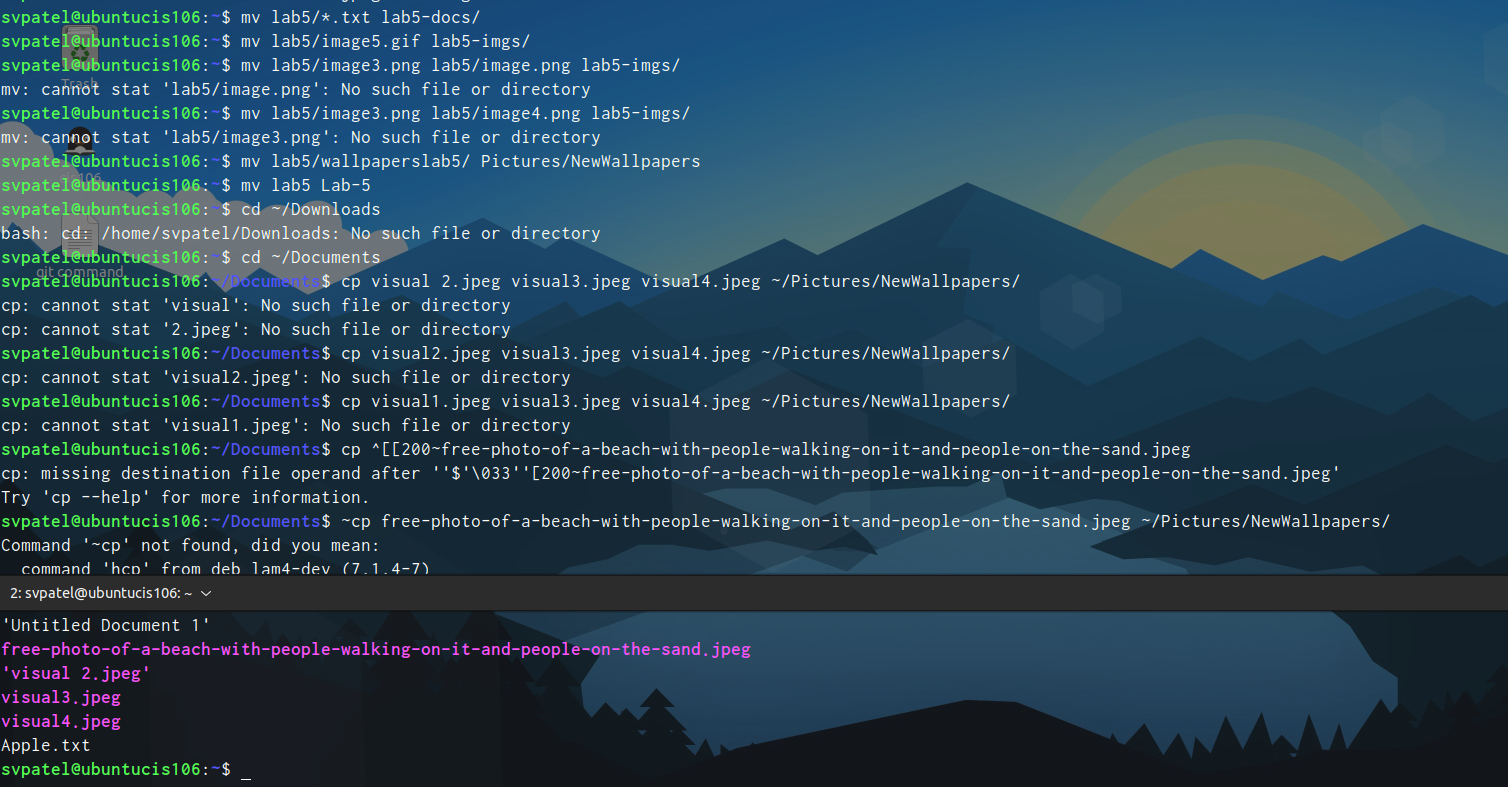 svpatel@ubuntucis106:~$ mv lab5/*.txt lab5-docs/
svpatel@ubuntucis106:~$ mv lab5/image5.gif lab5-imgs/
svpatel@ubuntucis106:~$ mv lab5/image3.png lab5/image.png lab5-imgs/
Trash
mv: cannot stat 'lab5/image.png': No such file or directory
svpatel@ubuntucis106:~$ mv lab5/image3.png lab5/image4.png lab5-imgs/
mv: cannot stat 'lab5/image3.png': No such file or directory
svpatel@ubuntucis106:~$ mv lab5/wallpaperslab5/ Pictures/NewWallpapers
svpatel@ubuntucis106:~$ mv lab5 Lab-5
svpatel@ubuntucis106:~$ cd ~/Downloads
bash: cd: /home/svpatel/Downloads: No such file or directory
svpatel@ubuntucis106:~$ cd ~/Documents
git command.
svpatel@ubuntucis106:~/Documents$ cp visual 2.jpeg visual3.jpeg visual4.jpeg ~/Pictures/NewWallpapers/
cp: cannot stat 'visual': No such file or directory
cp: cannot stat '2.jpeg': No such file or directory
svpatel@ubuntucis106:~/Documents$ cp visual2.jpeg visual3.jpeg visual4.jpeg ~/Pictures/NewWallpapers/
cp: cannot stat 'visual2.jpeg': No such file or directory
svpatel@ubuntucis106:~/Documents$ cp visual1.jpeg visual3.jpeg visual4.jpeg ~/Pictures/NewWallpapers/
cp: cannot stat 'visual1.jpeg': No such file or directory
svpatel@ubuntucis106:~/Documents$ cp ^[[200~free-photo-of-a-beach-with-people-walking-on-it-and-people-on-the-sand.jpeg
cp: missing destination file operand after ''$'\033''[200~free-photo-of-a-beach-with-people-walking-on-it-and-people-on-the-sand.jpeg'
Try 'cp --help' for more information.
svpatel@ubuntucis106:~/Documents$ ~cp free-photo-of-a-beach-with-people-walking-on-it-and-people-on-the-sand.jpeg ~/Pictures/NewWallpapers/
Command '~cp' not found, did you mean:
command 'hcp' from deb lam4-dev (7.1.4-7)
2: svpatel@ubuntucis106: ~
'Untitled Document 1'
free-photo-of-a-beach-with-people-walking-on-it-and-people-on-the-sand.jpeg
'visual 2.jpeg'
visual3.jpeg
visual4.jpeg
Apple.txt
svpatel@ubuntucis106:~$ _